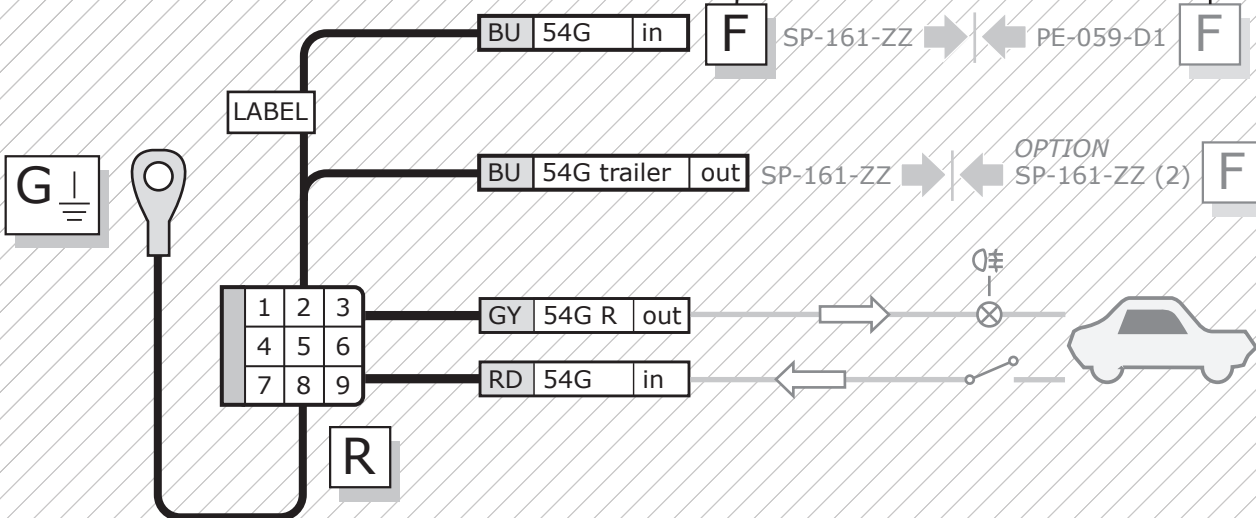 BU 54G in F SP-161-ZZ PE-059-D1 F
LABEL
OPTION
G BU 54G trailer out SP-161-ZZ SP-161-ZZ (2) F
1 2 3 GY 54G R out
4 5 6
7 8 9 RD 54G in
R